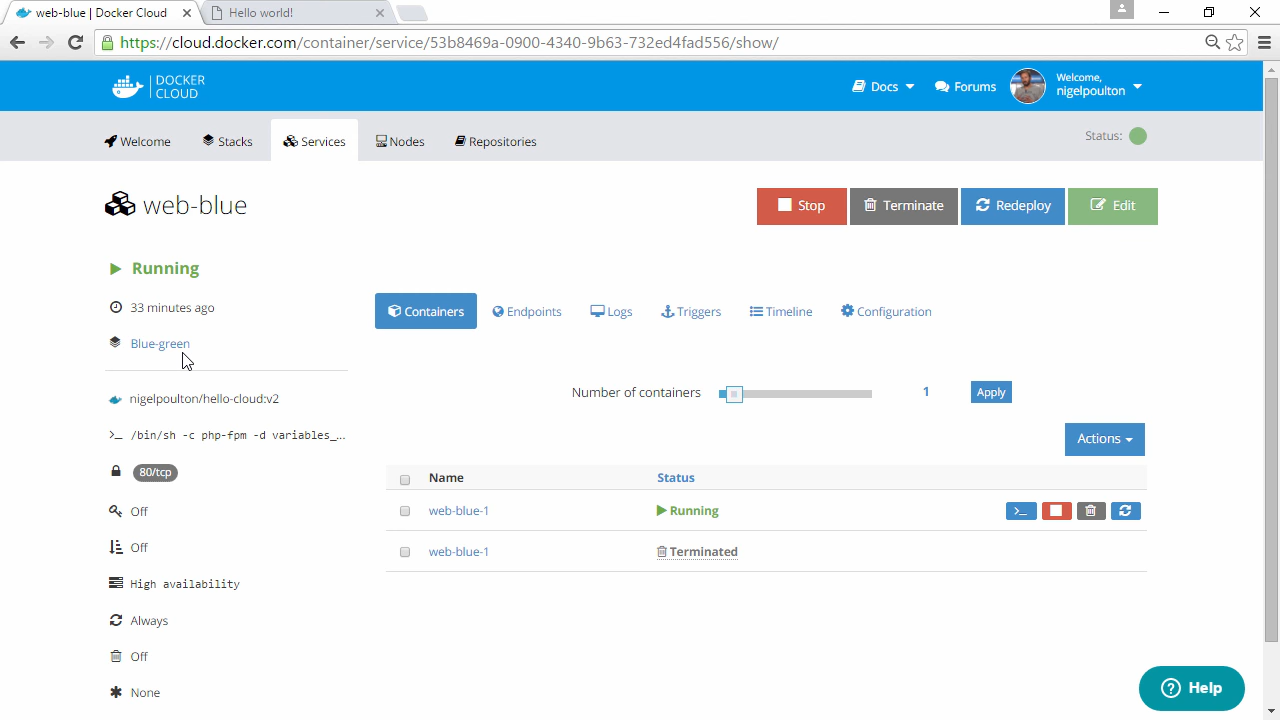 web-blue | Docker Cloud
Hello world!
https://cloud.docker.com/container/service/53b8469a-0900-4340-9b63-732ed4fad556/show/
DOCKER
CLOUD
Docs
Forums
Welcome,
nigelpoulton
Welcome
Stacks
Services
Nodes
Repositories
Status:
web-blue
Stop
Terminate
Redeploy
Edit
Running
33 minutes ago
Blue-green
nigelpoulton/hello-cloud:v2
/bin/sh -c php-fpm -d variables_...
80/tcp
Off
Off
High availability
Always
Off
None
Containers
Endpoints
Logs
Triggers
Timeline
Configuration
Number of containers
1
Apply
Actions
Name
Status
web-blue-1
Running
>_
web-blue-1
Terminated
Help